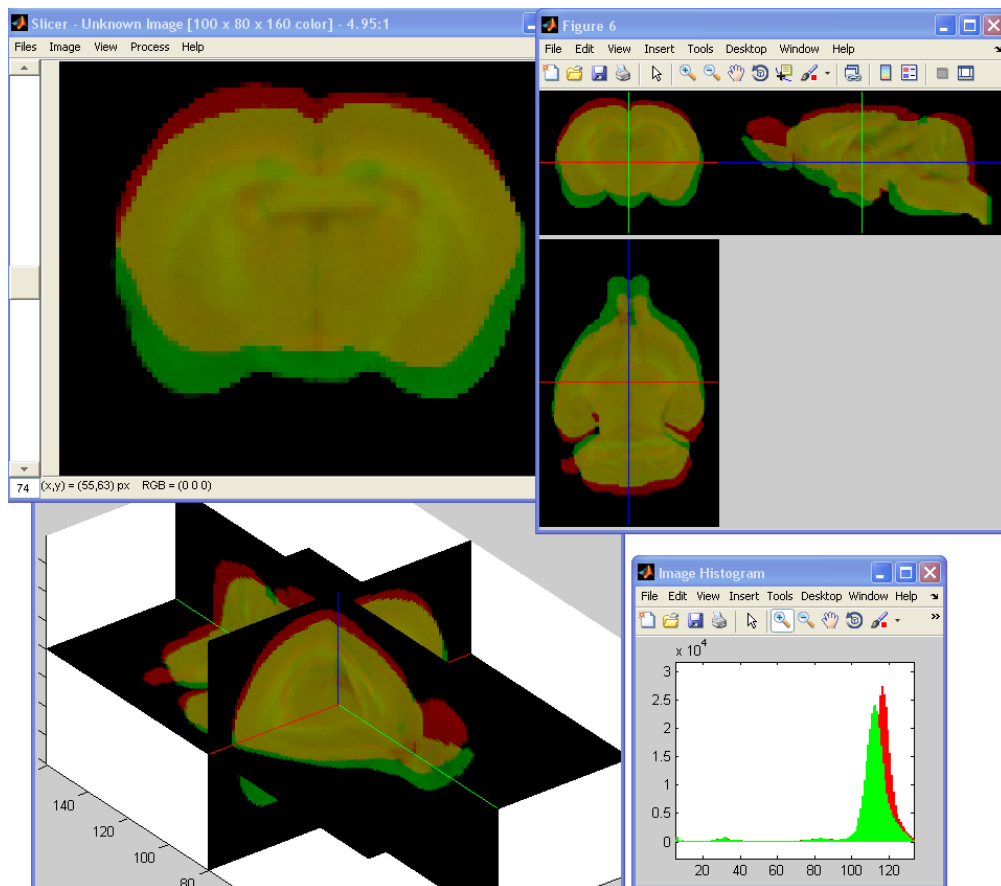 Slicer - Unknown Image [100 x 80 x 160 color] - 4.95:1
Files Image View Process Help
74 (x,y) = (55,63) px RGB = (0 0 0)
Figure 6
File Edit View Insert Tools Desktop Window Help
140
120
100
80
Image Histogram
File Edit View Insert Tools Desktop Window Help
x 10^4
3
2.5
2
1.5
1
0.5
0
20 40 60 80 100 120